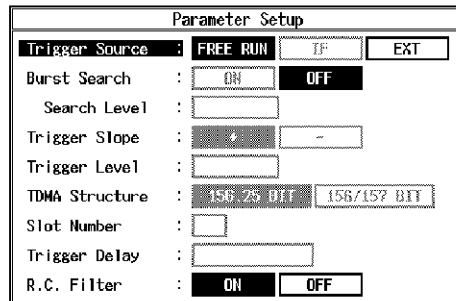 Parameter Setup
Trigger Source : FREE RUN IF EXT
Burst Search : ON OFF
Search Level :
Trigger Slope : + -
Trigger Level :
TDMA Structure : 156.25 BIT 156/157 BIT
Slot Number :
Trigger Delay :
R.C. Filter : ON OFF